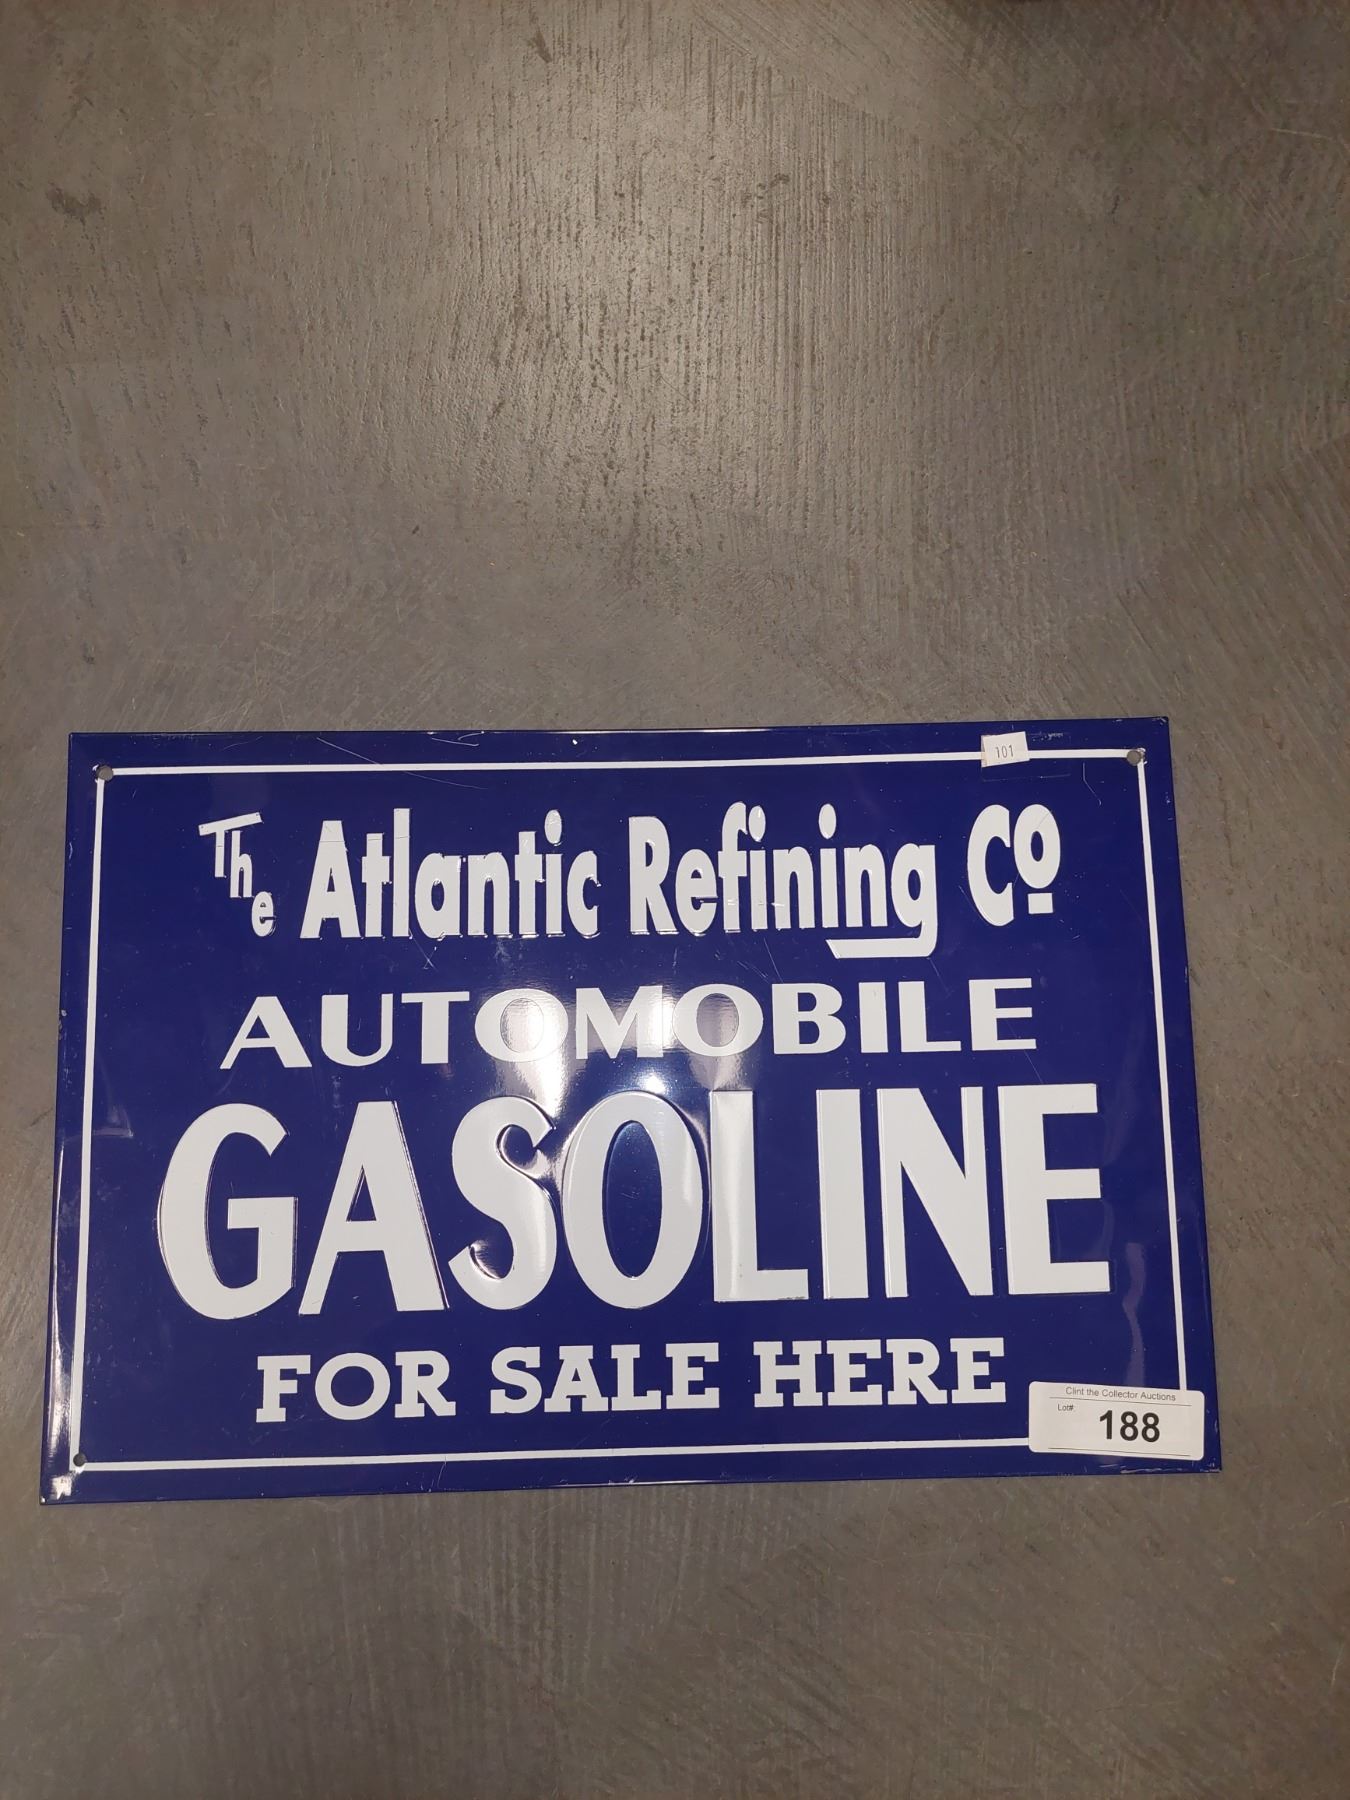 101
The Atlantic Refining Co
AUTOMOBILE
GASOLINE
FOR SALE HERE
Clint the Collector Auctions
Lot#:
188